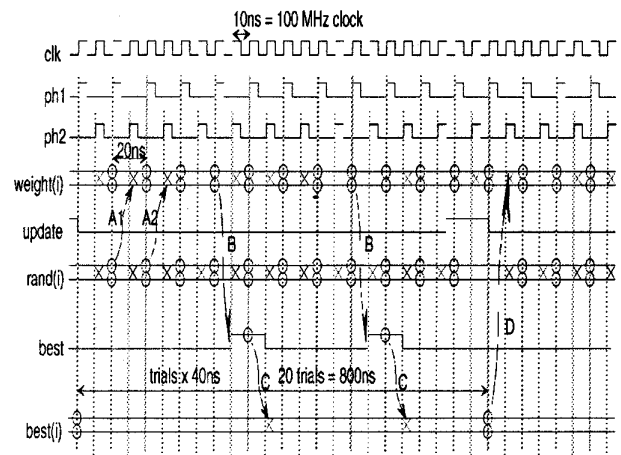 10ns = 100 MHz clock
clk
ph1
ph2
20ns
weight(i)
A1
A2
update
B
B
rand(i)
D
best
trials x 40ns
C
20 trials = 800ns
C
best(i)